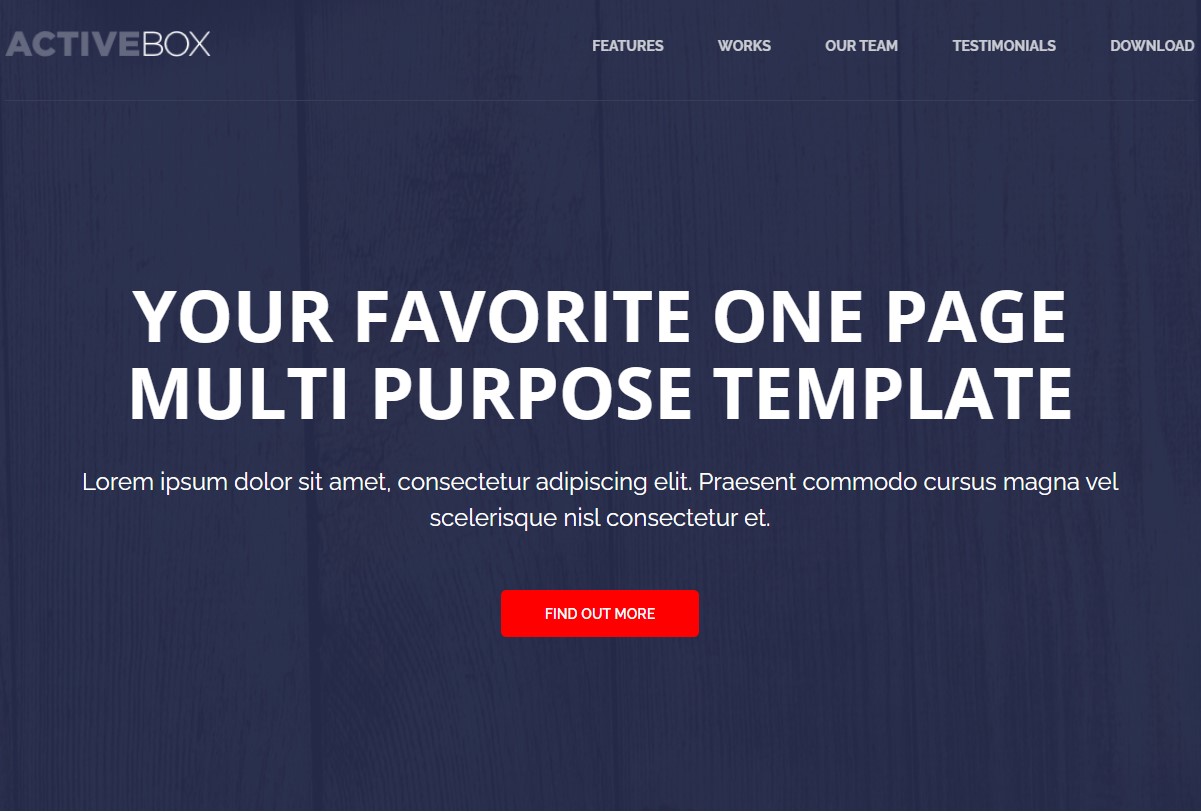 ACTIVEBOX
FEATURES WORKS OUR TEAM TESTIMONIALS DOWNLOAD
YOUR FAVORITE ONE PAGE
MULTI PURPOSE TEMPLATE
Lorem ipsum dolor sit amet, consectetur adipiscing elit. Praesent commodo cursus magna vel
scelerisque nisl consectetur et.
FIND OUT MORE